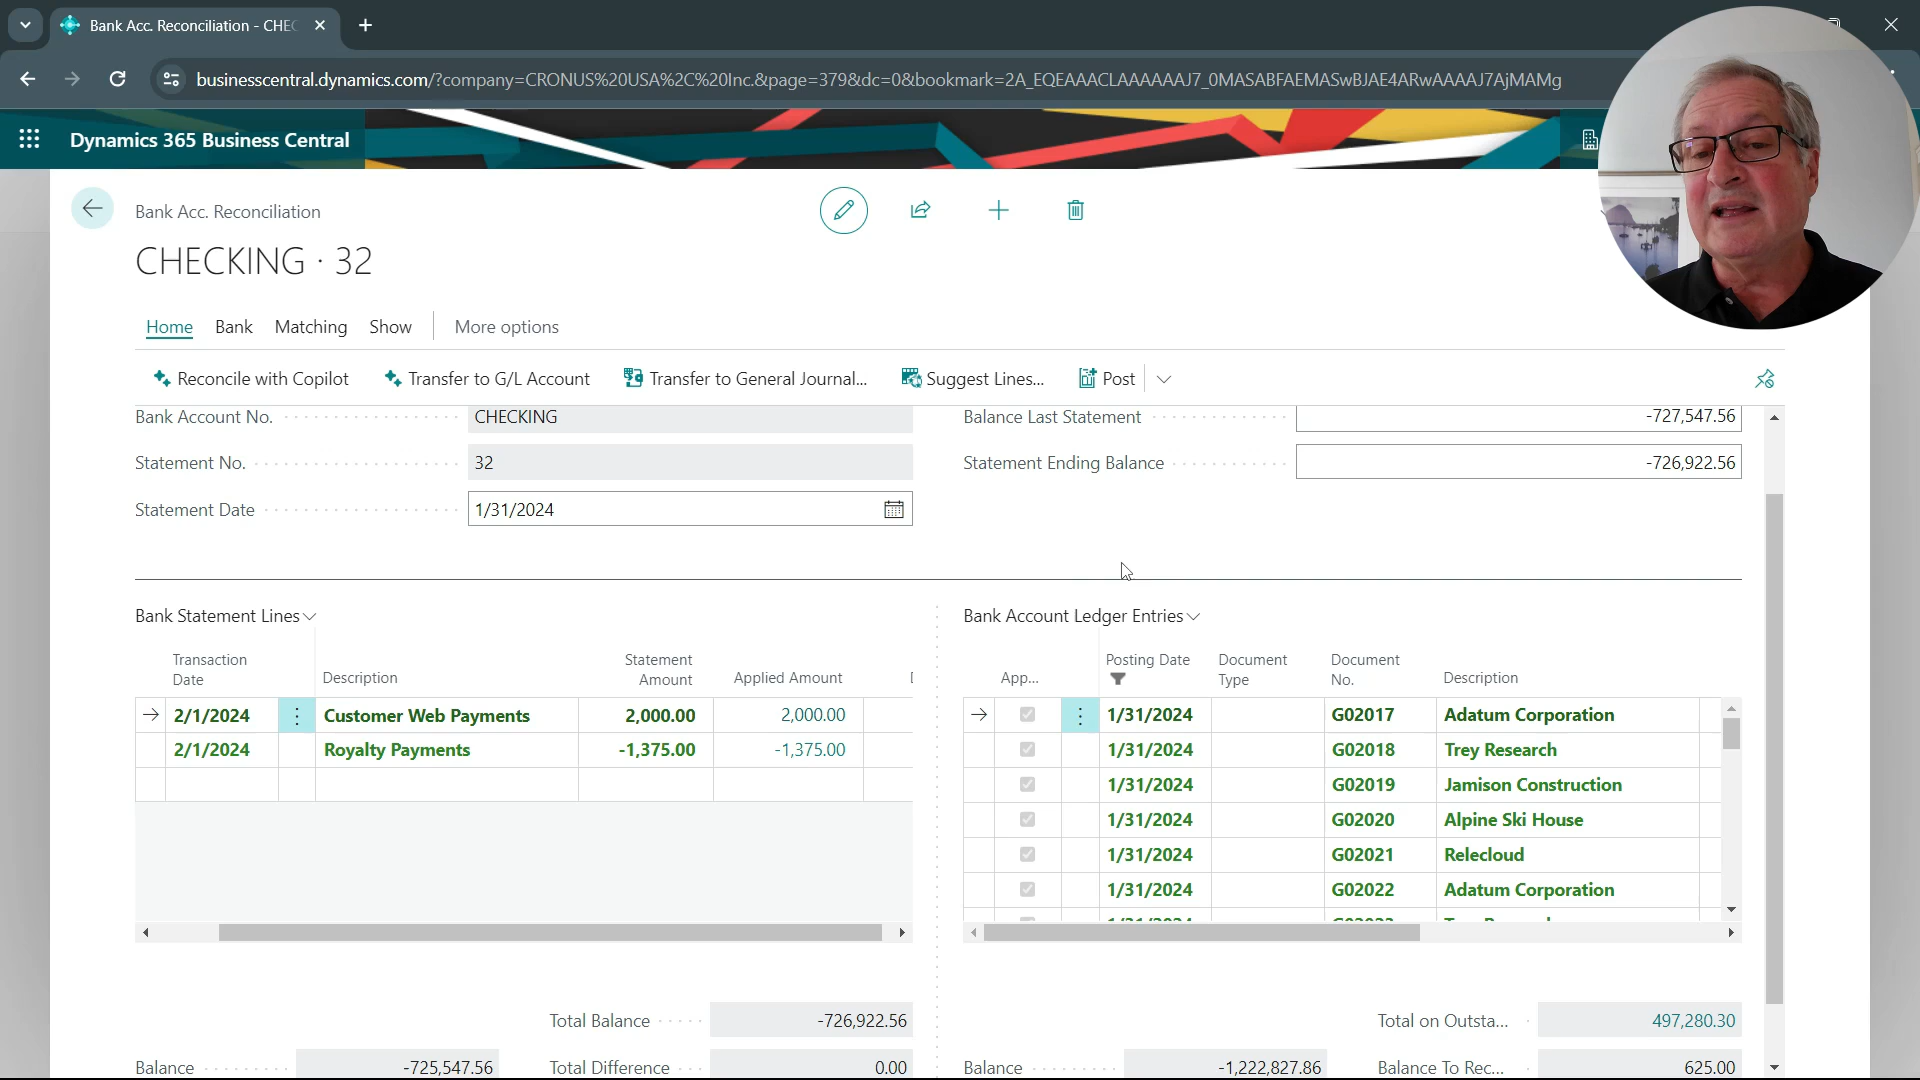 Bank Acc. Reconciliation - CHEC
businesscentral.dynamics.com/?company=CRONUS%20USA%2C%20Inc.&page=379&dc=0&bookmark=2A_EQEAAACLAAAAAAJ7_0MASABFAEMASwBJAE4ARwAAAAJ7AjMAMg
Dynamics 365 Business Central
Bank Acc. Reconciliation
CHECKING · 32
Home Bank Matching Show More options
Reconcile with Copilot Transfer to G/L Account Transfer to General Journal... Suggest Lines... Post
Bank Account No. CHECKING Balance Last Statement -727,547.56
Statement No. 32 Statement Ending Balance -726,922.56
Statement Date 1/31/2024
Bank Statement Lines
Transaction Date Description Statement Amount Applied Amount
2/1/2024 Customer Web Payments 2,000.00 2,000.00
2/1/2024 Royalty Payments -1,375.00 -1,375.00
Total Balance -726,922.56
Balance -725,547.56 Total Difference 0.00
Bank Account Ledger Entries
App... Posting Date Document Type Document No. Description
1/31/2024 G02017 Adatum Corporation
1/31/2024 G02018 Trey Research
1/31/2024 G02019 Jamison Construction
1/31/2024 G02020 Alpine Ski House
1/31/2024 G02021 Relecloud
1/31/2024 G02022 Adatum Corporation
Total on Outsta... 497,280.30
Balance -1,222,827.86 Balance To Rec... 625.00